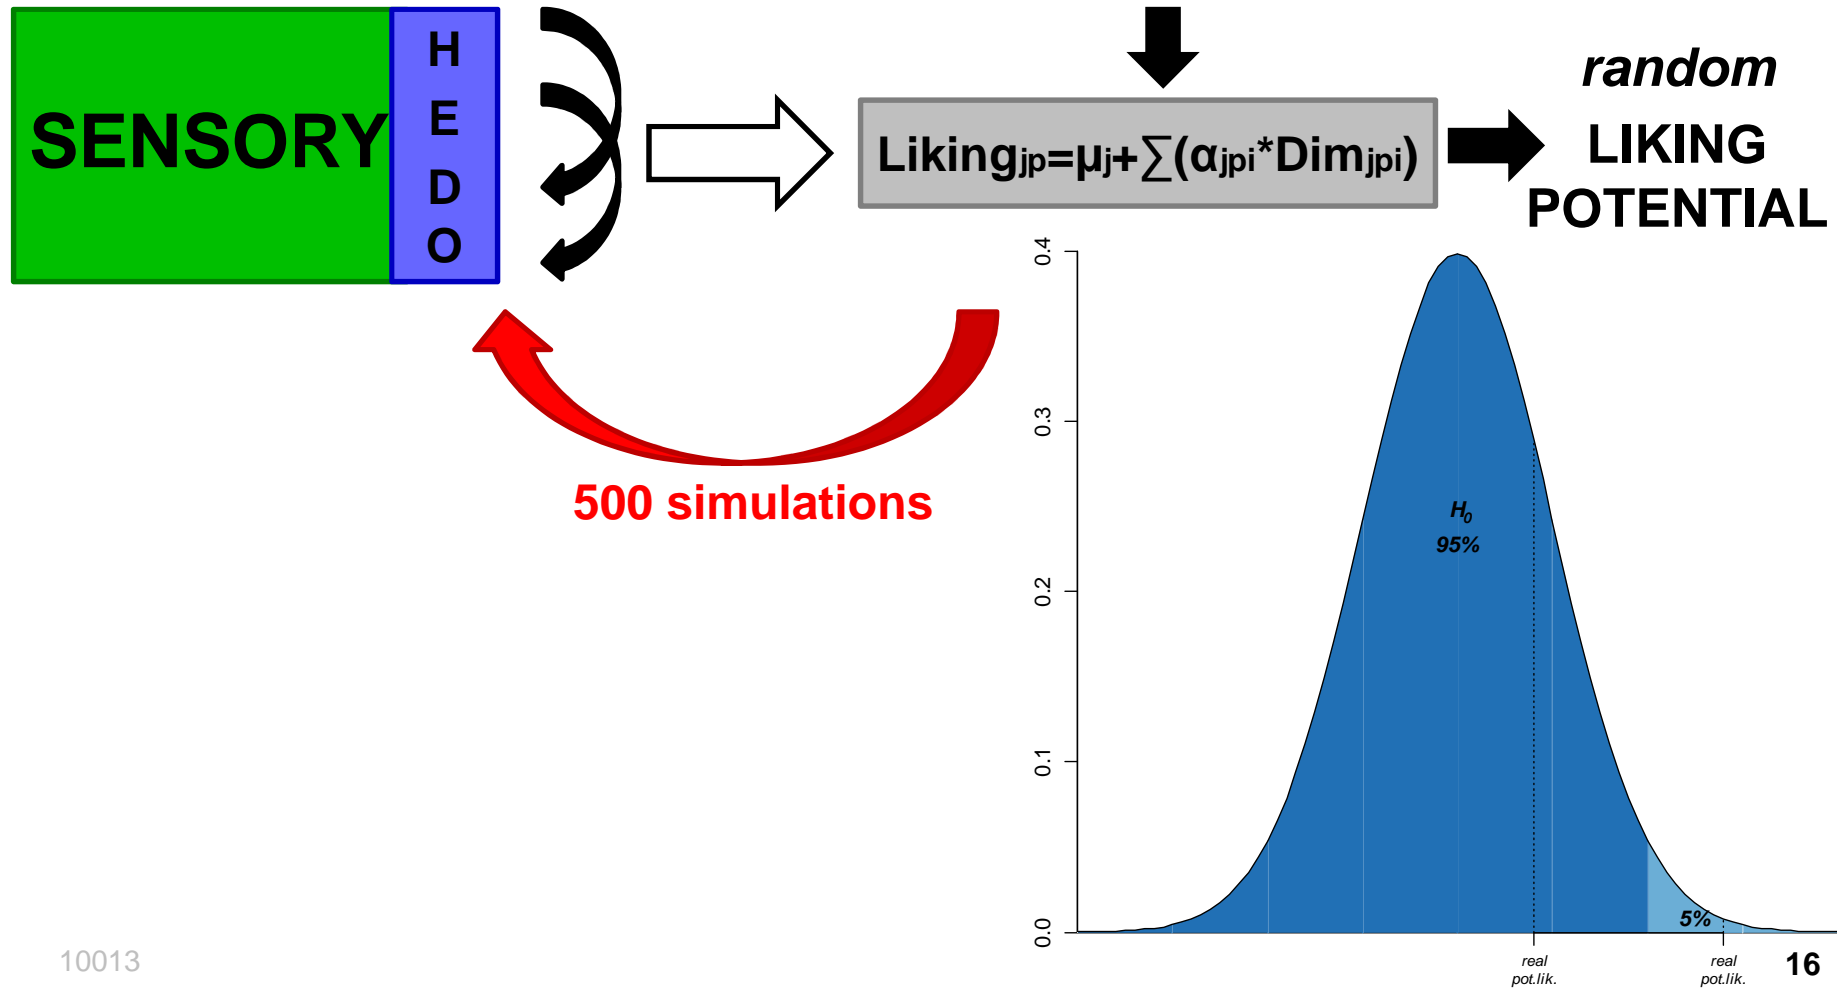 SENSORY
H
E
D
O
Likingjp=μj+∑(αjpi*Dimjpi)
random
LIKING
POTENTIAL
500 simulations
0.4
0.3
0.2
0.1
0.0
H0
95%
5%
real
pot.lik.
real
pot.lik.
10013
16